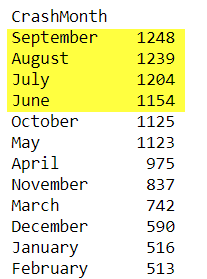 CrashMonth
September 1248
August 1239
July 1204
June 1154
October 1125
May 1123
April 975
November 837
March 742
December 590
January 516
February 513